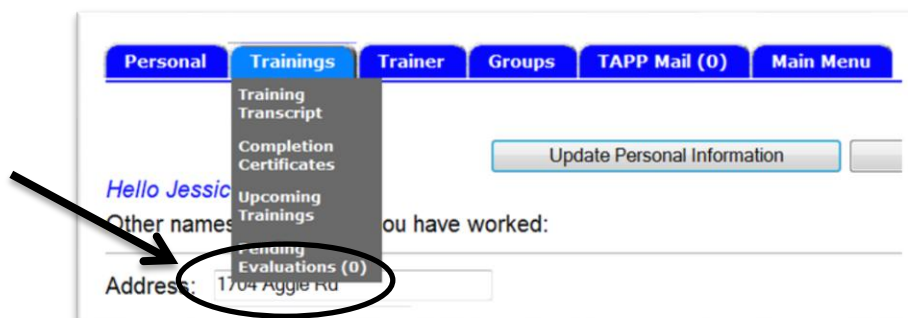 Personal Trainings Trainer Groups TAPP Mail (0) Main Menu
Training
Transcript
Completion
Certificates
Upcoming
Trainings
Pending
Evaluations (0)
Update Personal Information
Hello Jessic
Other names ou have worked:
Address: 1704 Aggie Rd